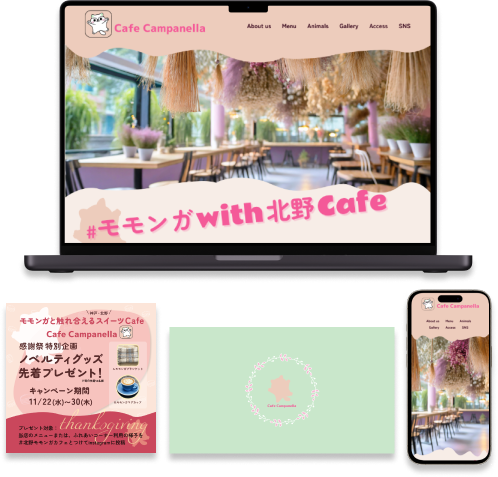 Cafe Campanella
About us Menu Animals Gallery Access SNS
#モモンガwith北野Cafe
神戸・北野
モモンガと触れ合えるスイーツCafe
Cafe Campanella
感謝祭 特別企画
ノベルティグッズ
先着プレゼント!
キャンペーン期間
11/22(水)~30(木)
thanksgiving
プレゼント対象
Cafe Campanella
Cafe Campanella
About us Menu Animals
Gallery Access SNS